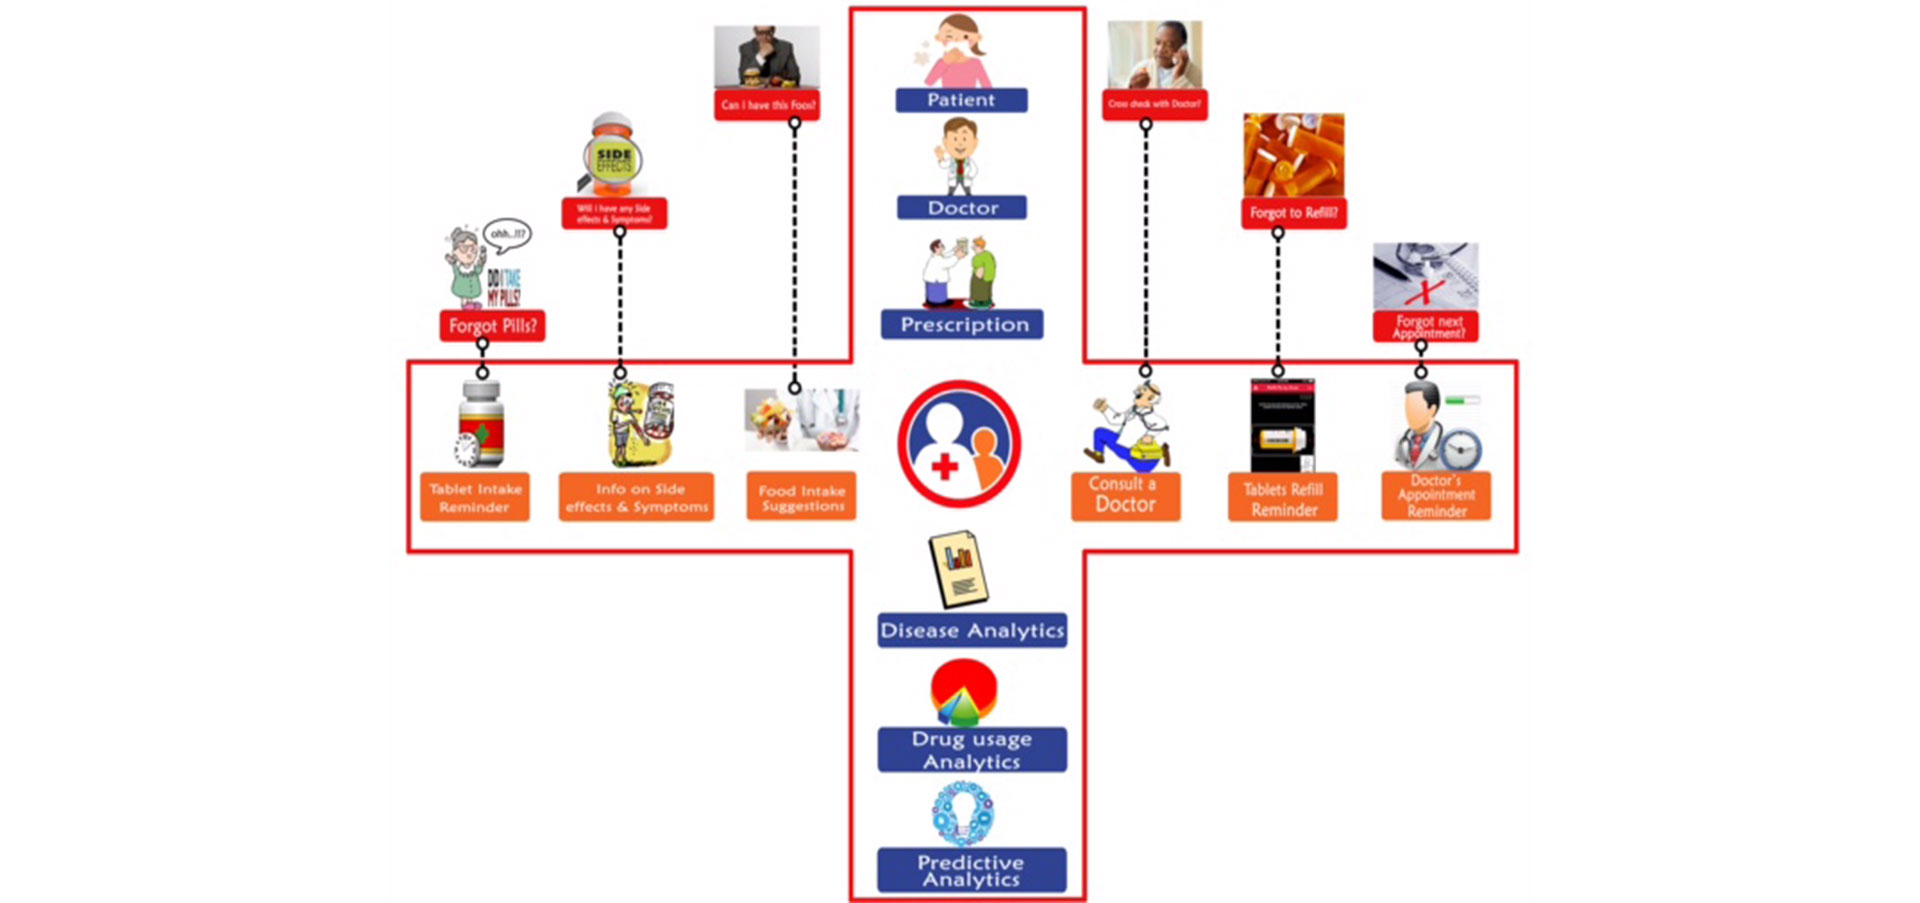 Can I have this Food?
Patient
Cross check with Doctor?
SIDE
EFFECTS
Will I have any Side
effects & Symptoms?
Doctor
Forgot to Refill?
ohh..!!?
DID I TAKE
MY PILLS?
Forgot Pills?
Prescription
Forgot next
Appointment?
Tablet Intake
Reminder
Info on Side
effects & Symptoms
Food Intake
Suggestions
Consult a
Doctor
Tablets Refill
Reminder
Doctor's
Appointment
Reminder
Disease Analytics
Drug usage
Analytics
Predictive
Analytics